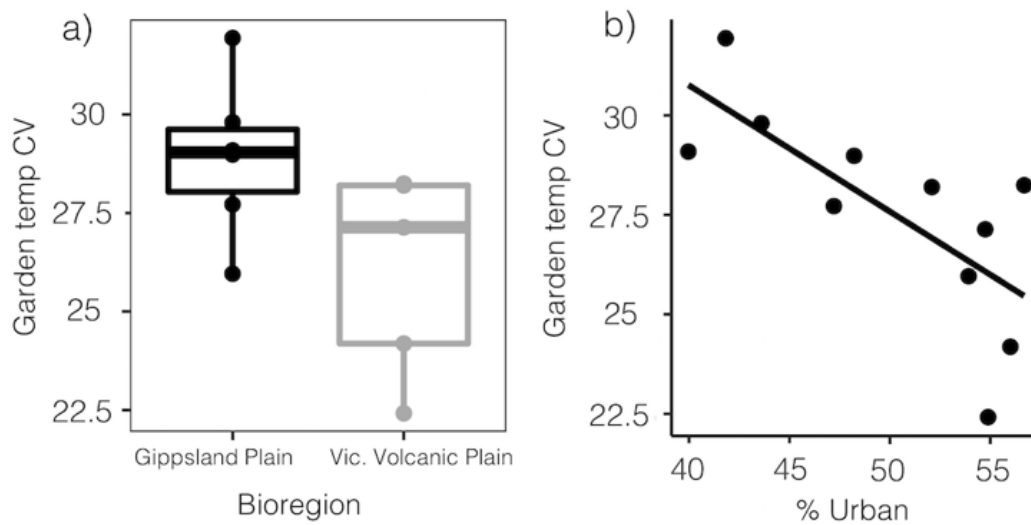 a)
Garden temp CV
30
27.5
25
22.5
Gippsland Plain
Vic. Volcanic Plain
Bioregion
b)
Garden temp CV
30
27.5
25
22.5
40
45
50
55
% Urban